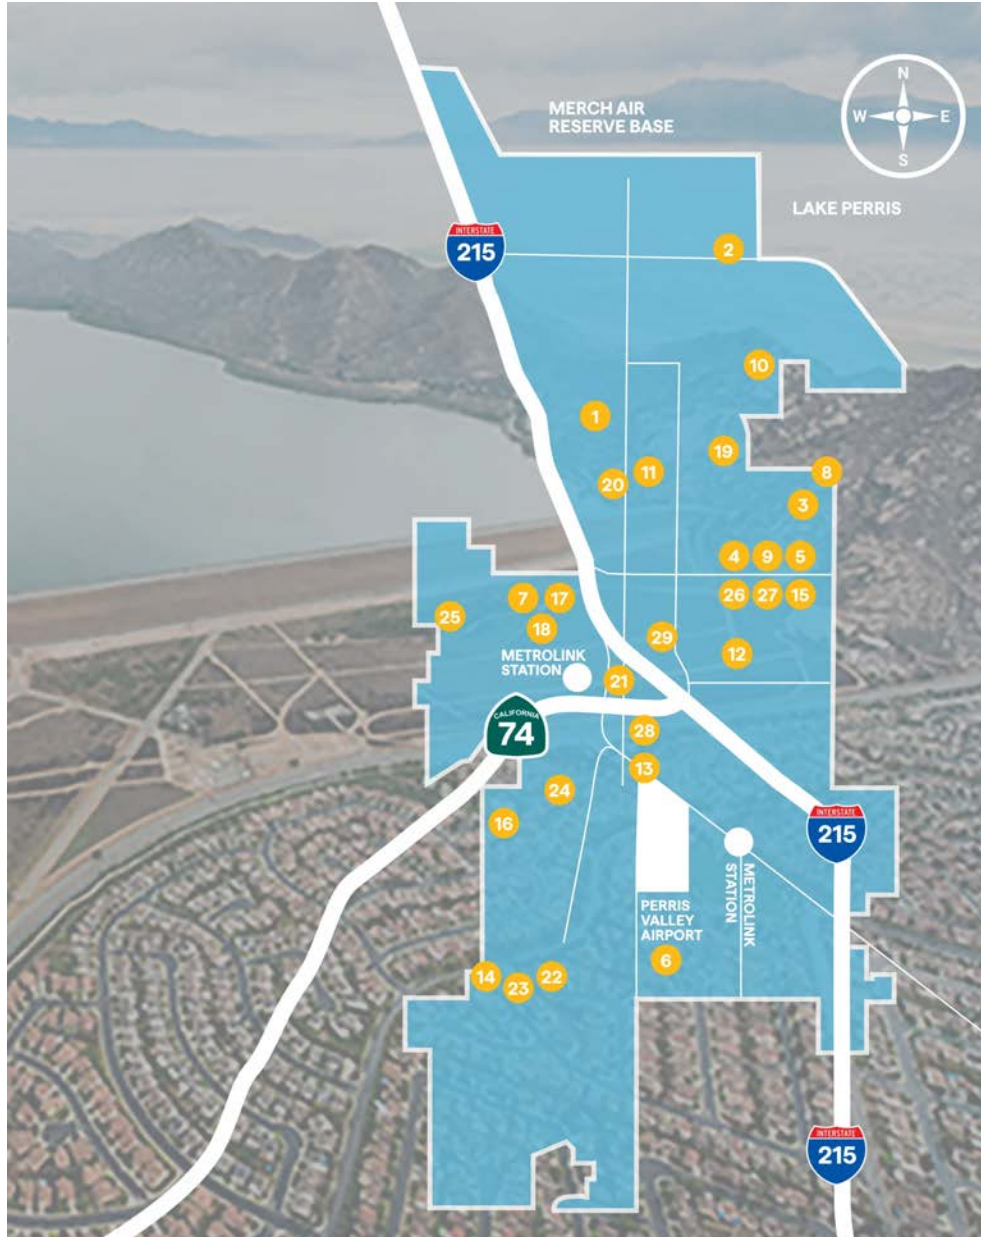 MERCH AIR
RESERVE BASE
N
W
E
S
LAKE PERRIS
INTERSTATE
215
2
10
1
19
11
20
8
3
4
9
5
26
27
15
7
17
25
18
29
12
METROLINK
STATION
21
CALIFORNIA
74
28
13
24
16
INTERSTATE
215
METROLINK
STATION
PERRIS
VALLEY
AIRPORT
6
14
23
22
INTERSTATE
215